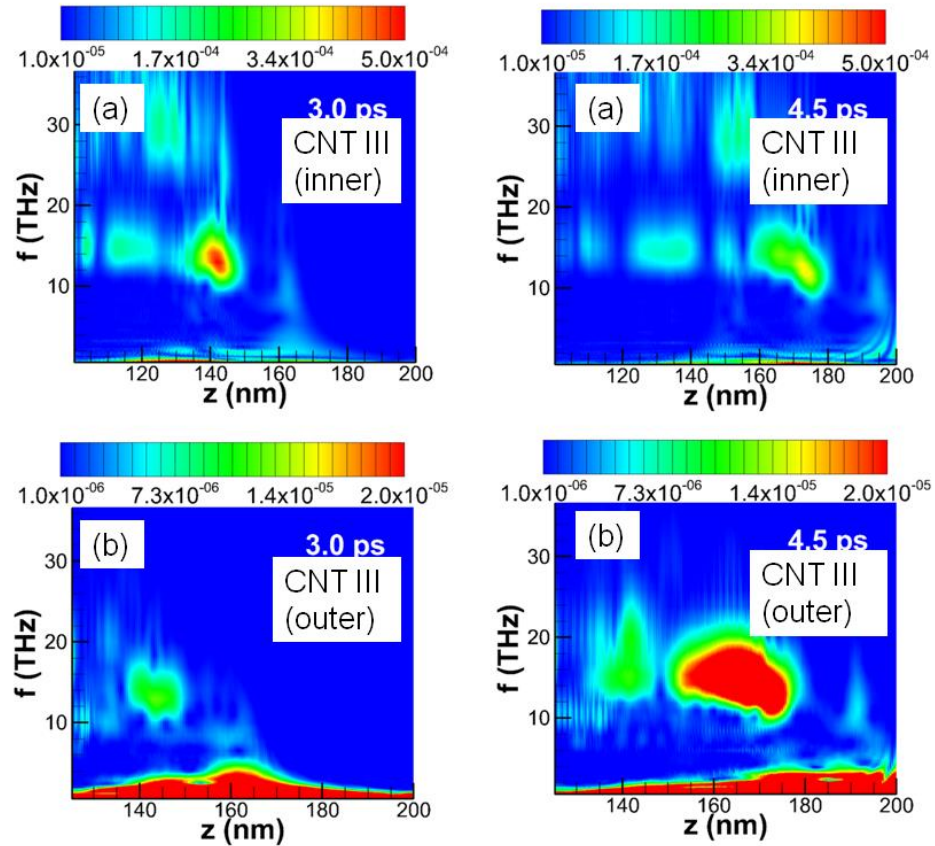 1.0x10⁻⁰⁵ 1.7x10⁻⁰⁴ 3.4x10⁻⁰⁴ 5.0x10⁻⁰⁴
(a)
3.0 ps
CNT III
(inner)
f (THz)
30
20
10
120 140 160 180 200
z (nm)
1.0x10⁻⁰⁵ 1.7x10⁻⁰⁴ 3.4x10⁻⁰⁴ 5.0x10⁻⁰⁴
(a)
4.5 ps
CNT III
(inner)
f (THz)
30
20
10
120 140 160 180 200
z (nm)
1.0x10⁻⁰⁶ 7.3x10⁻⁰⁶ 1.4x10⁻⁰⁵ 2.0x10⁻⁰⁵
(b)
3.0 ps
CNT III
(outer)
f (THz)
30
20
10
140 160 180 200
z (nm)
1.0x10⁻⁰⁶ 7.3x10⁻⁰⁶ 1.4x10⁻⁰⁵ 2.0x10⁻⁰⁵
(b)
4.5 ps
CNT III
(outer)
f (THz)
30
20
10
140 160 180 200
z (nm)